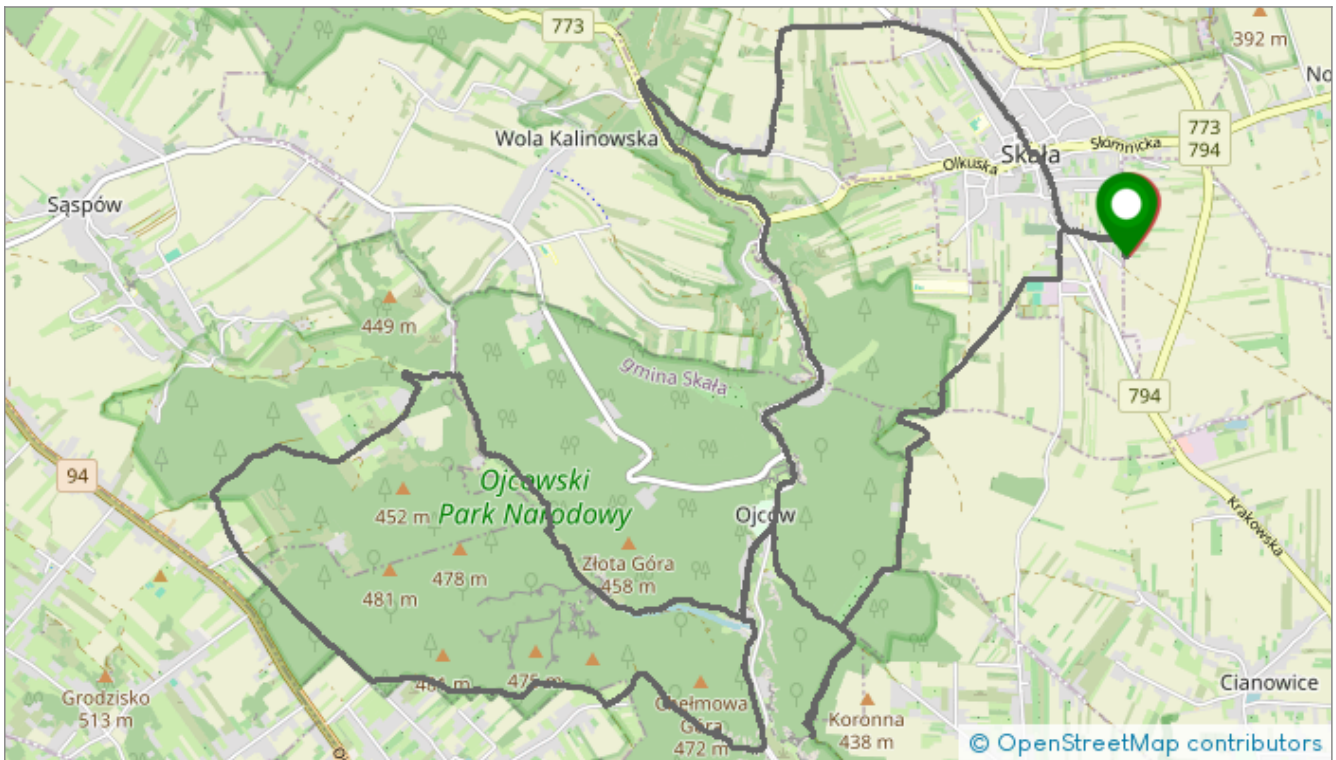 773
392 m
No
Wola Kalinowska
773
794
Słomnicka
Skała
Olkuska
Sąspów
449 m
gmina Skała
794
94
Ojcowski
Park Narodowy
452 m
Ojców
Krakowska
Złota Góra
458 m
478 m
481 m
475
Grodzisko
513 m
Chełmowa
Góra
472 m
Koronna
438 m
Cianowice
© OpenStreetMap contributors